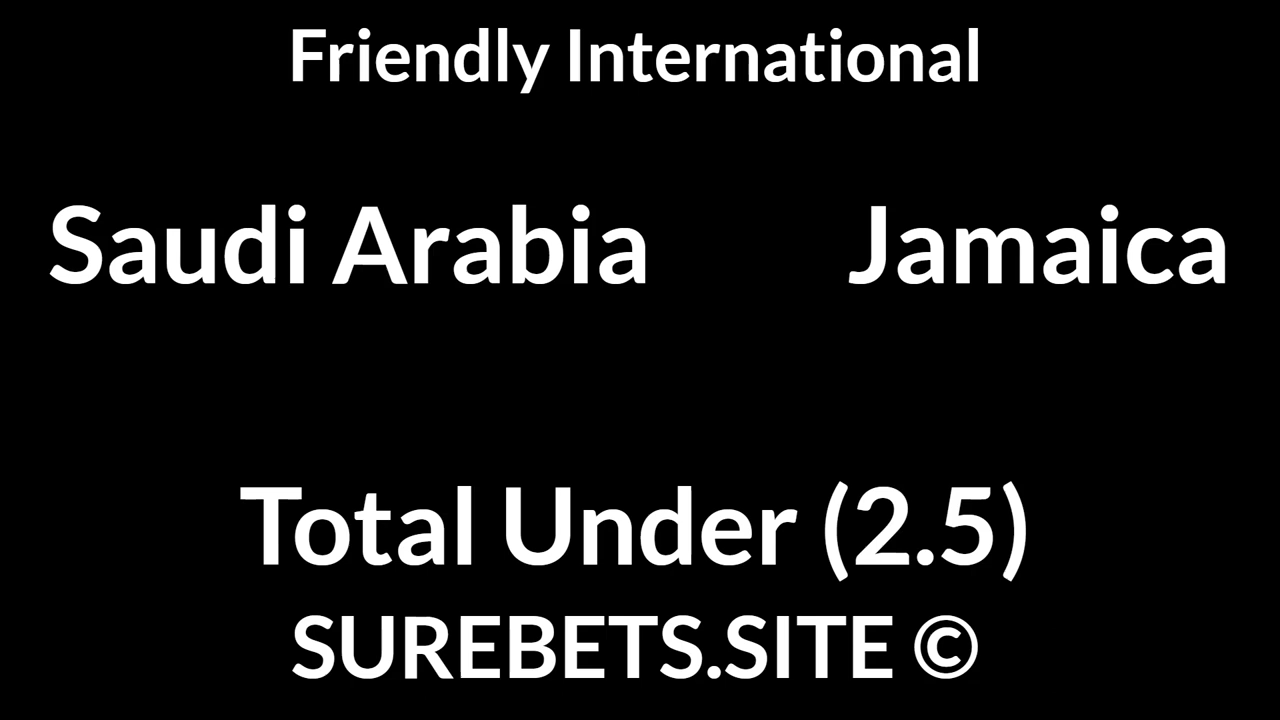 Friendly International
Saudi Arabia Jamaica
Total Under (2.5)
SUREBETS.SITE ©